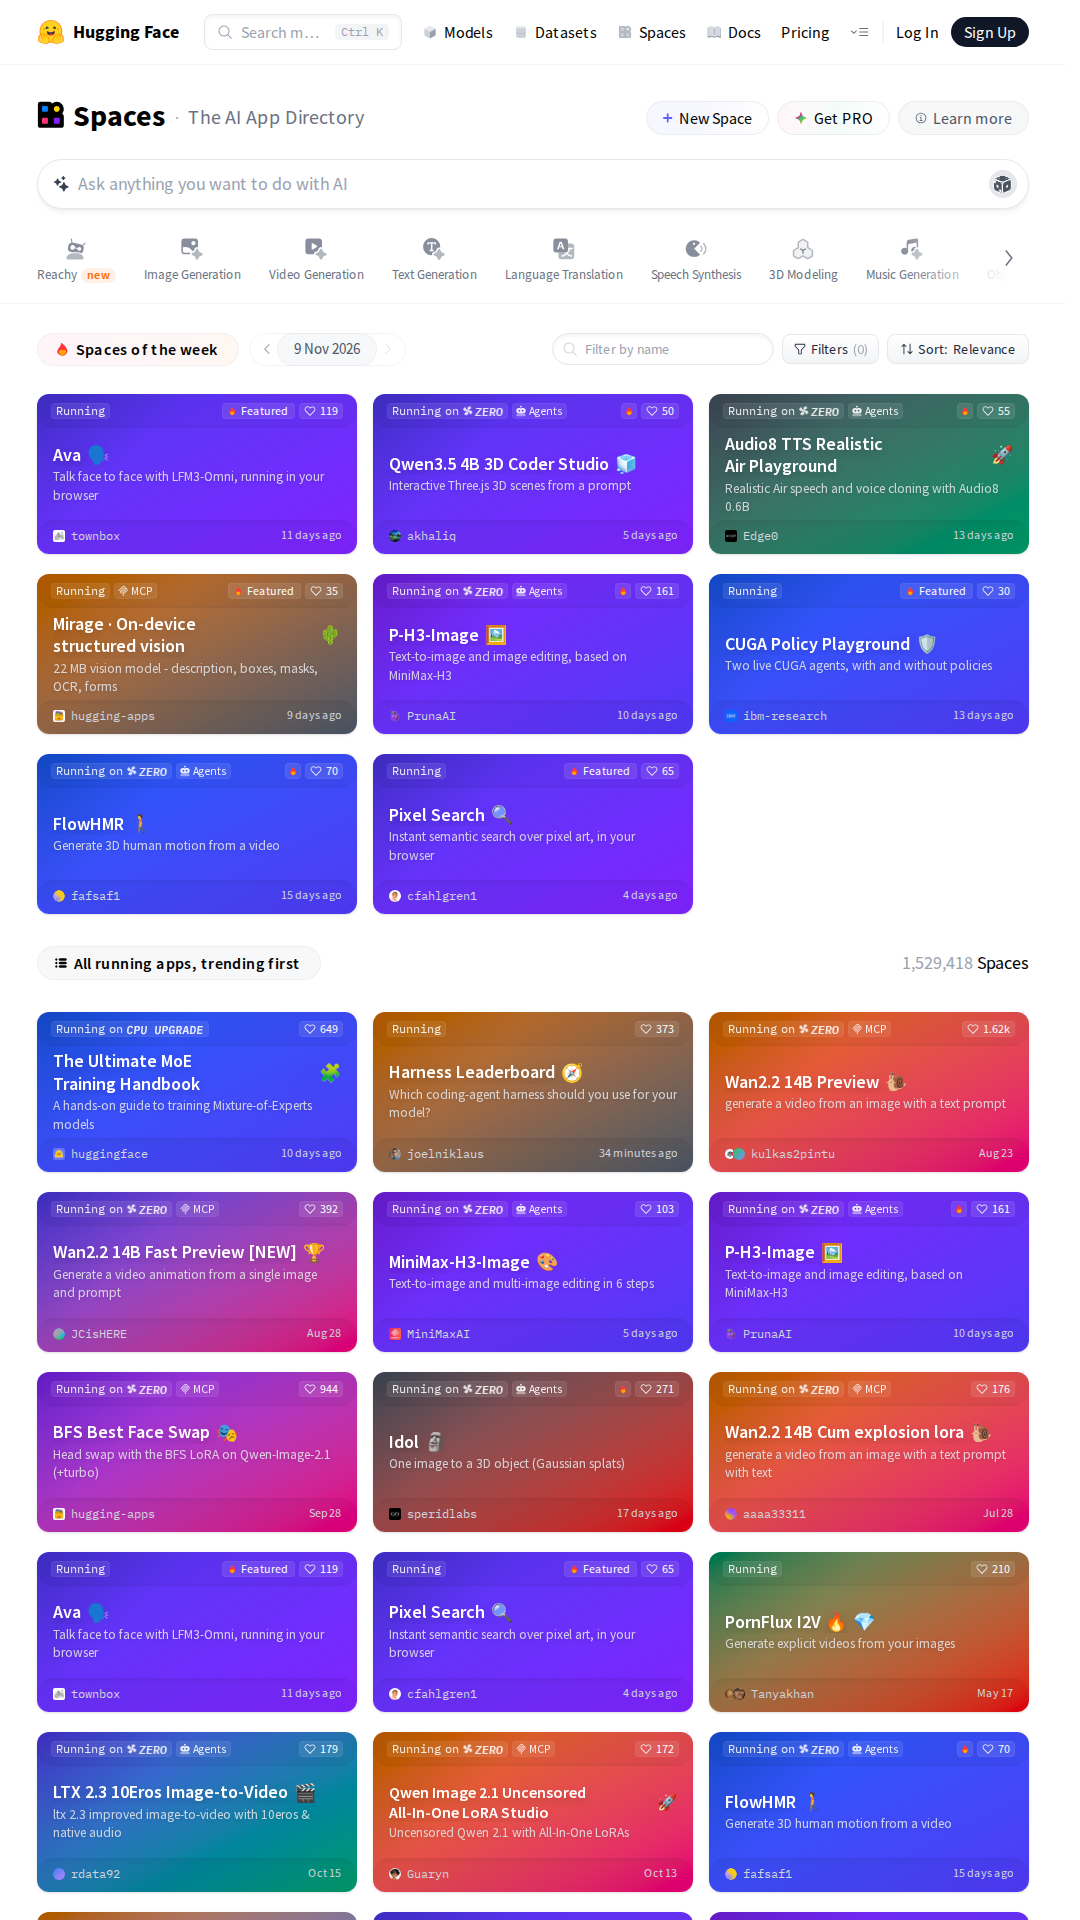 Hugging Face
Search m...
Ctrl K
Models
Datasets
Spaces
Docs
Pricing
Log In
Sign Up
Spaces · The AI App Directory
New Space
Get PRO
Learn more
Ask anything you want to do with AI
Reachy new
Image Generation
Video Generation
Text Generation
Language Translation
Speech Synthesis
3D Modeling
Music Generation
Spaces of the week
9 Nov 2026
Filter by name
Filters (0)
Sort: Relevance
Running
Featured
119
Ava
Talk face to face with LFM3-Omni, running in your
browser
townbox
11 days ago
Running on ZERO
Agents
50
Qwen3.5 4B 3D Coder Studio
Interactive Three.js 3D scenes from a prompt
akhaliq
5 days ago
Running on ZERO
Agents
55
Audio8 TTS Realistic
Air Playground
Realistic Air speech and voice cloning with Audio8
0.6B
Edge0
13 days ago
Running
MCP
Featured
35
Mirage · On-device
structured vision
22 MB vision model - description, boxes, masks,
OCR, forms
hugging-apps
9 days ago
Running on ZERO
Agents
161
P-H3-Image
Text-to-image and image editing, based on
MiniMax-H3
PrunaAI
10 days ago
Running
Featured
30
CUGA Policy Playground
Two live CUGA agents, with and without policies
ibm-research
13 days ago
Running on ZERO
Agents
70
FlowHMR
Generate 3D human motion from a video
fafsaf1
15 days ago
Running
Featured
65
Pixel Search
Instant semantic search over pixel art, in your
browser
cfahlgren1
4 days ago
All running apps, trending first
1,529,418 Spaces
Running on CPU UPGRADE
649
The Ultimate MoE
Training Handbook
A hands-on guide to training Mixture-of-Experts
models
huggingface
10 days ago
Running
373
Harness Leaderboard
Which coding-agent harness should you use for your
model?
joelniklaus
34 minutes ago
Running on ZERO
MCP
1.62k
Wan2.2 14B Preview
generate a video from an image with a text prompt
kulkas2pintu
Aug 23
Running on ZERO
MCP
392
Wan2.2 14B Fast Preview [NEW]
Generate a video animation from a single image
and prompt
JCisHERE
Aug 28
Running on ZERO
Agents
103
MiniMax-H3-Image
Text-to-image and multi-image editing in 6 steps
MiniMaxAI
5 days ago
Running on ZERO
Agents
161
P-H3-Image
Text-to-image and image editing, based on
MiniMax-H3
PrunaAI
10 days ago
Running on ZERO
MCP
944
BFS Best Face Swap
Head swap with the BFS LoRA on Qwen-Image-2.1
(+turbo)
hugging-apps
Sep 28
Running on ZERO
Agents
271
Idol
One image to a 3D object (Gaussian splats)
speridlabs
17 days ago
Running on ZERO
MCP
176
Wan2.2 14B Cum explosion lora
generate a video from an image with a text prompt
with text
aaaa33311
Jul 28
Running
Featured
119
Ava
Talk face to face with LFM3-Omni, running in your
browser
townbox
11 days ago
Running
Featured
65
Pixel Search
Instant semantic search over pixel art, in your
browser
cfahlgren1
4 days ago
Running
210
PornFlux I2V
Generate explicit videos from your images
Tanyakhan
May 17
Running on ZERO
Agents
179
LTX 2.3 10Eros Image-to-Video
ltx 2.3 improved image-to-video with 10eros &
native audio
rdata92
Oct 15
Running on ZERO
MCP
172
Qwen Image 2.1 Uncensored
All-In-One LoRA Studio
Uncensored Qwen 2.1 with All-In-One LoRAs
Guaryn
Oct 13
Running on ZERO
Agents
70
FlowHMR
Generate 3D human motion from a video
fafsaf1
15 days ago